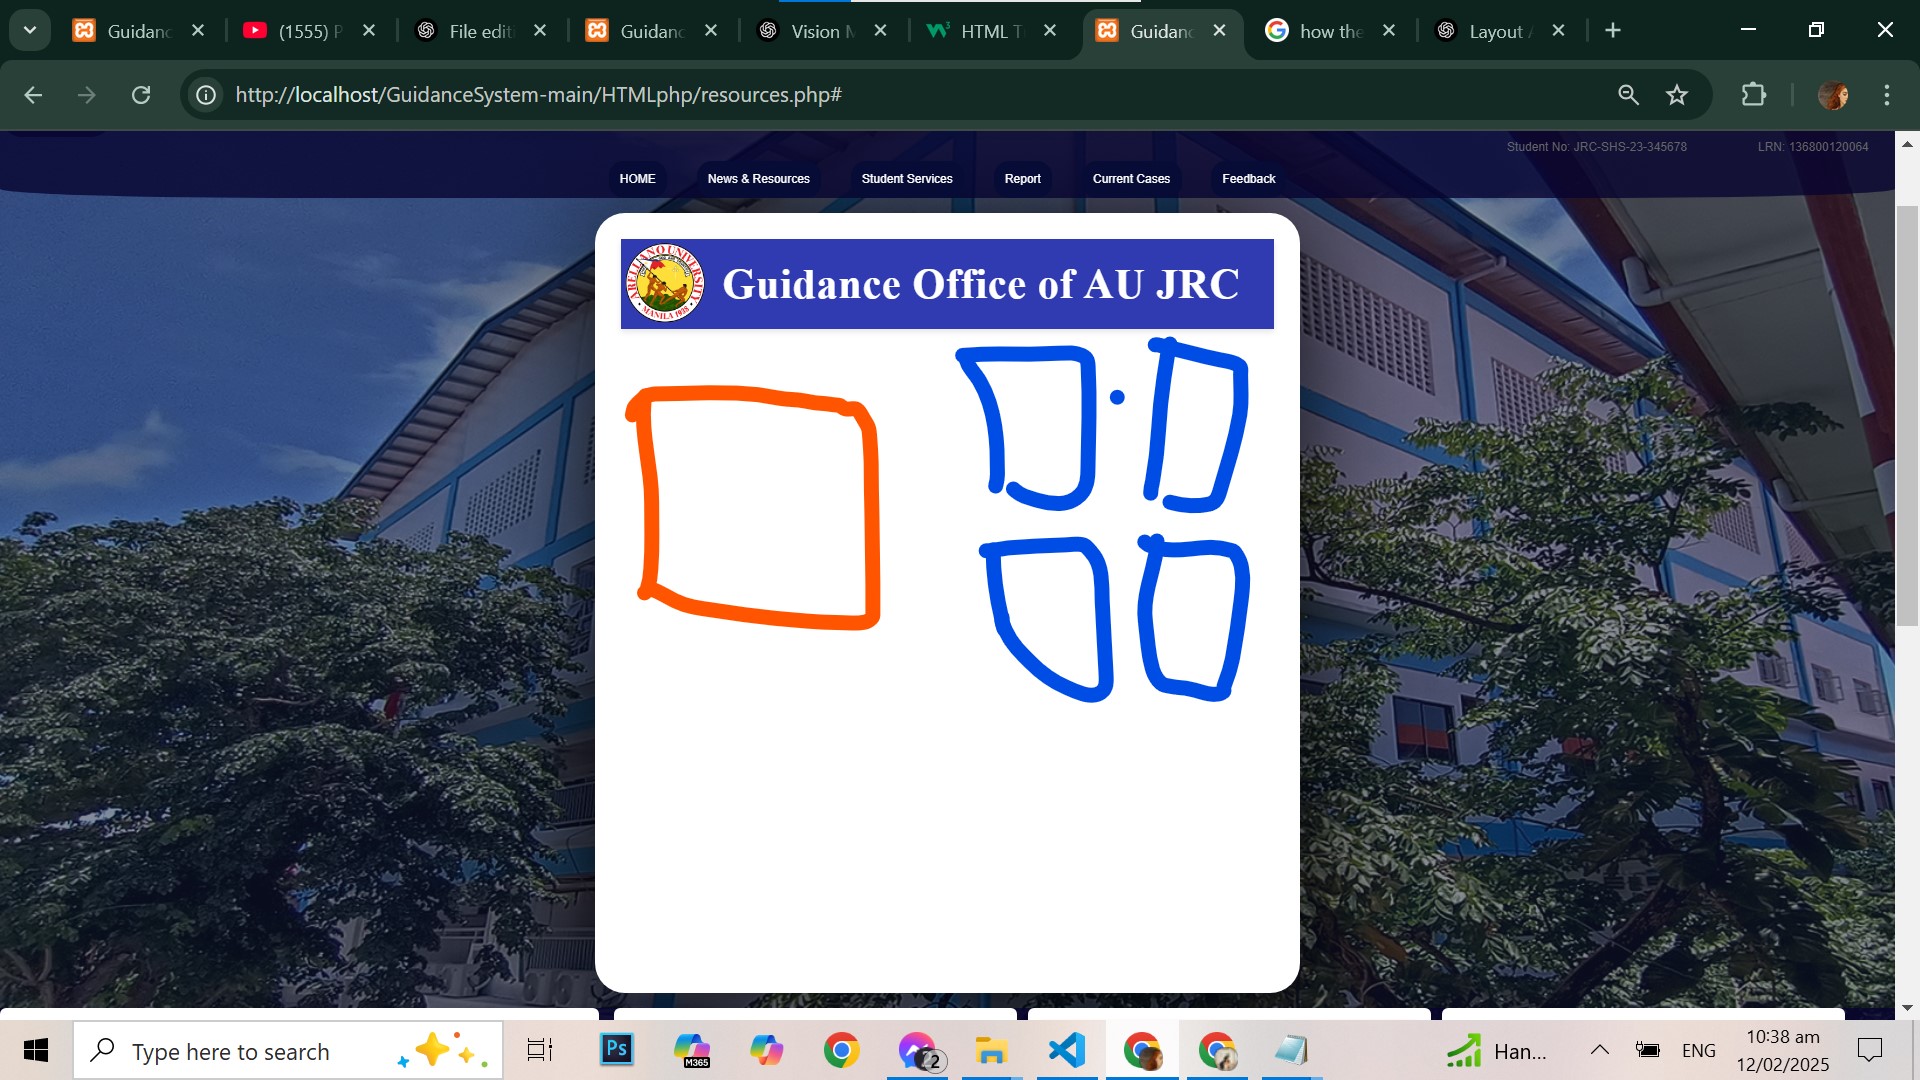 Guidanc
(1555) P
File edit
Guidanc
Vision M
HTML T
Guidanc
how the
Layout
http://localhost/GuidanceSystem-main/HTMLphp/resources.php#
Student No: JRC-SHS-23-345678
LRN: 136800120064
HOME
News & Resources
Student Services
Report
Current Cases
Feedback
ARELLANO UNIVERSITY
MANILA 1938
Guidance Office of AU JRC
Type here to search
Ps
M365
22
Han...
ENG
10:38 am
12/02/2025